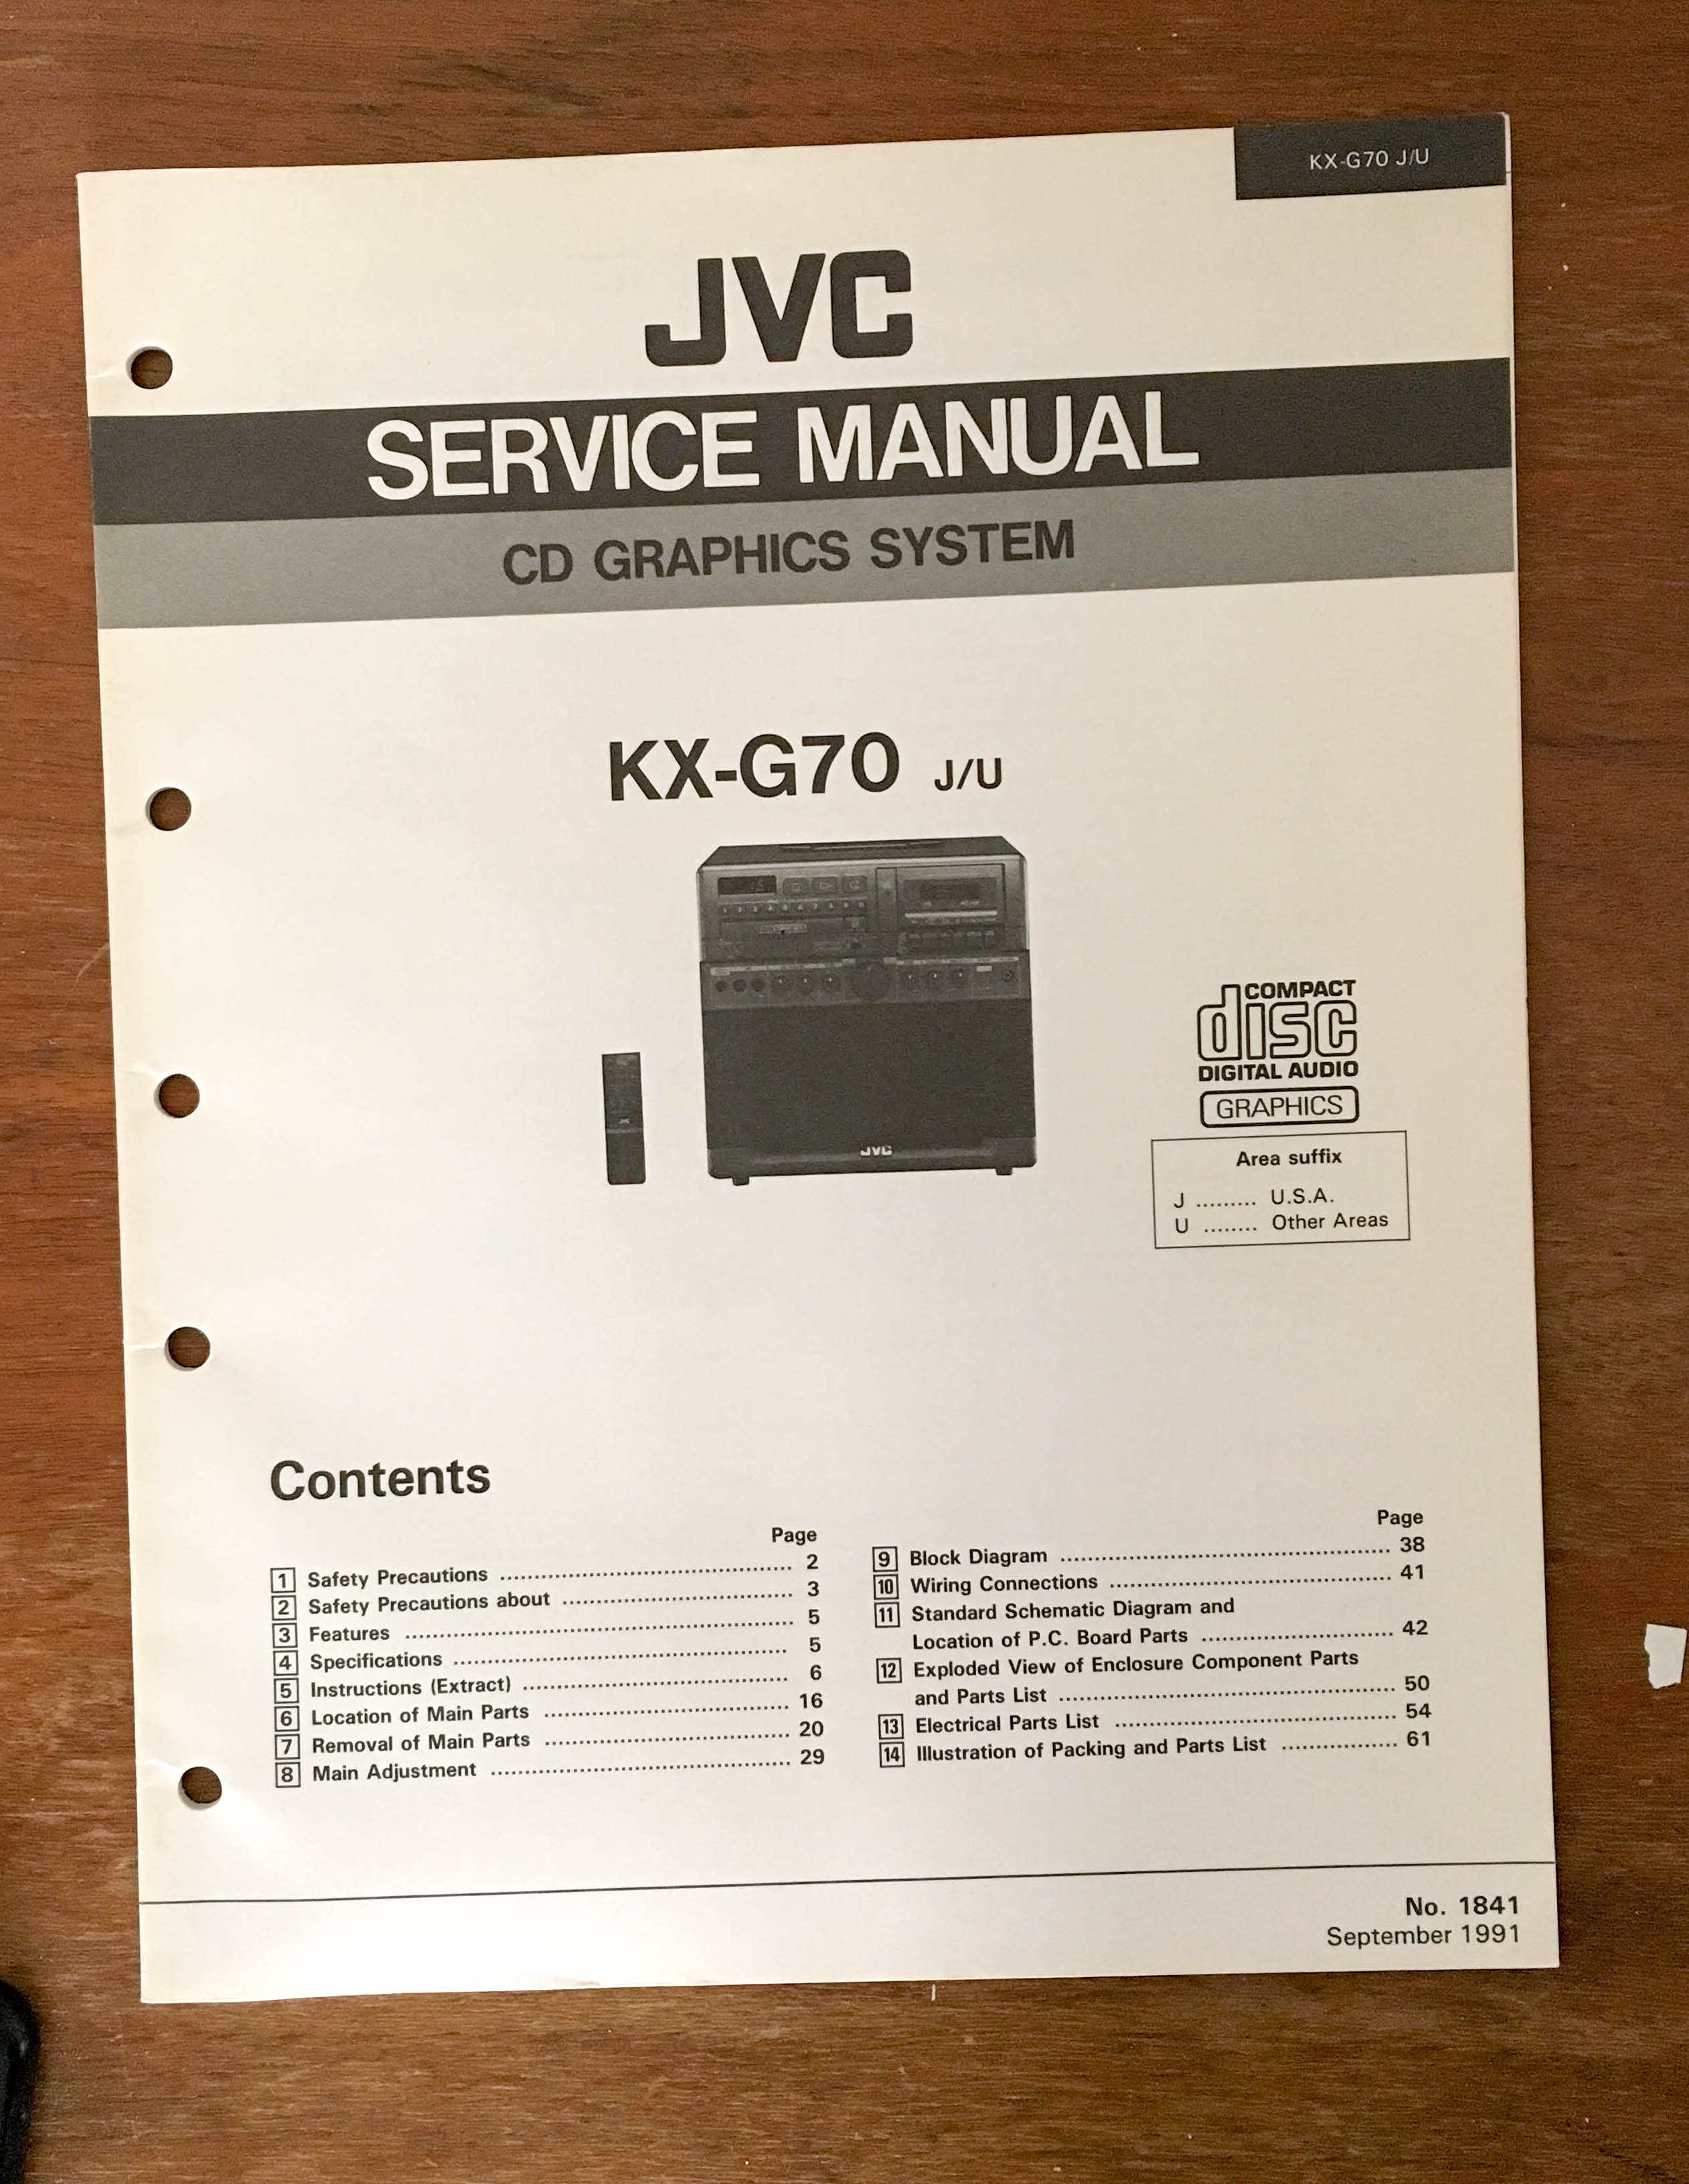 KX-G70 J/U
JVC
SERVICE MANUAL
CD GRAPHICS SYSTEM
KX-G70 J/U
JVC
COMPACT
disc
DIGITAL AUDIO
GRAPHICS
Area suffix
J ......... U.S.A.
U ........ Other Areas
Contents
Page
1 Safety Precautions ........................................... 2
2 Safety Precautions about .................................. 3
3 Features ......................................................... 5
4 Specifications ................................................. 5
5 Instructions (Extract) ....................................... 6
6 Location of Main Parts .................................... 16
7 Removal of Main Parts .................................... 20
8 Main Adjustment ............................................ 29
Page
9 Block Diagram ................................................. 38
10 Wiring Connections .......................................... 41
11 Standard Schematic Diagram and
Location of P.C. Board Parts ............................ 42
12 Exploded View of Enclosure Component Parts
and Parts List .................................................. 50
13 Electrical Parts List .......................................... 54
14 Illustration of Packing and Parts List ................. 61
No. 1841
September 1991